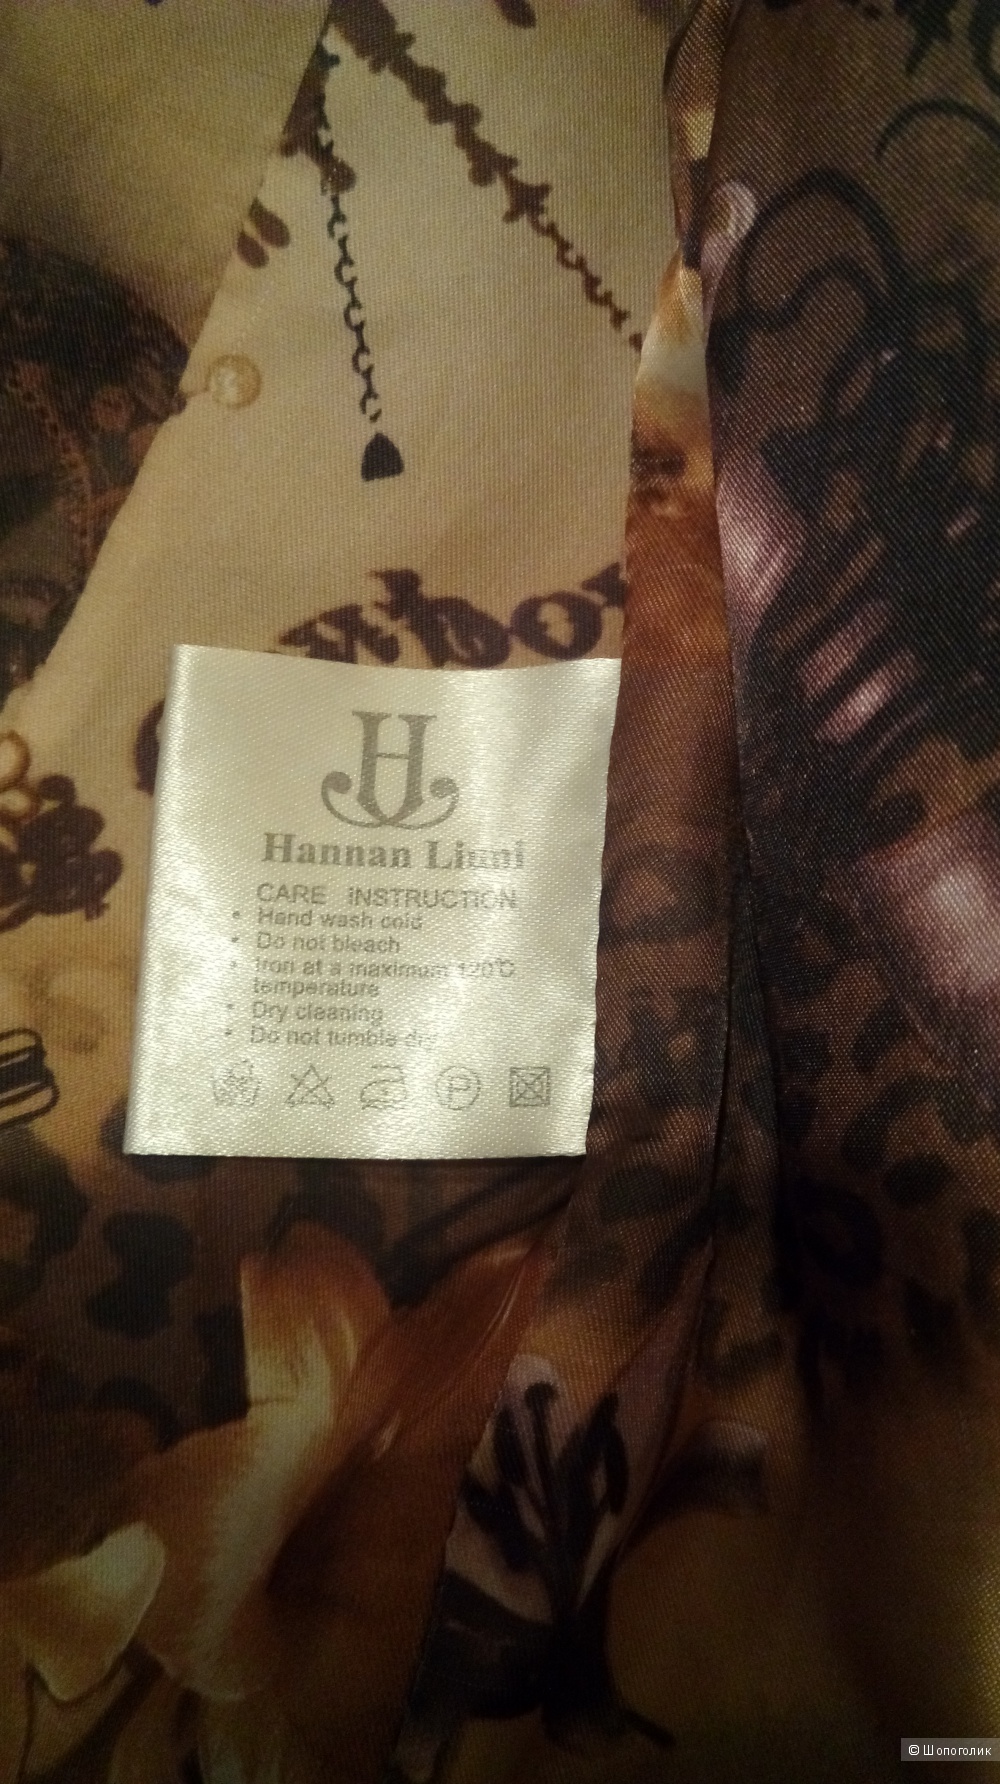 H
Hannan Linni
CARE INSTRUCTION
• Hand wash cold
• Do not bleach
• Iron at a maximum 120℃
temperature
• Dry cleaning
• Do not tumble dry
P
© Шопоголик